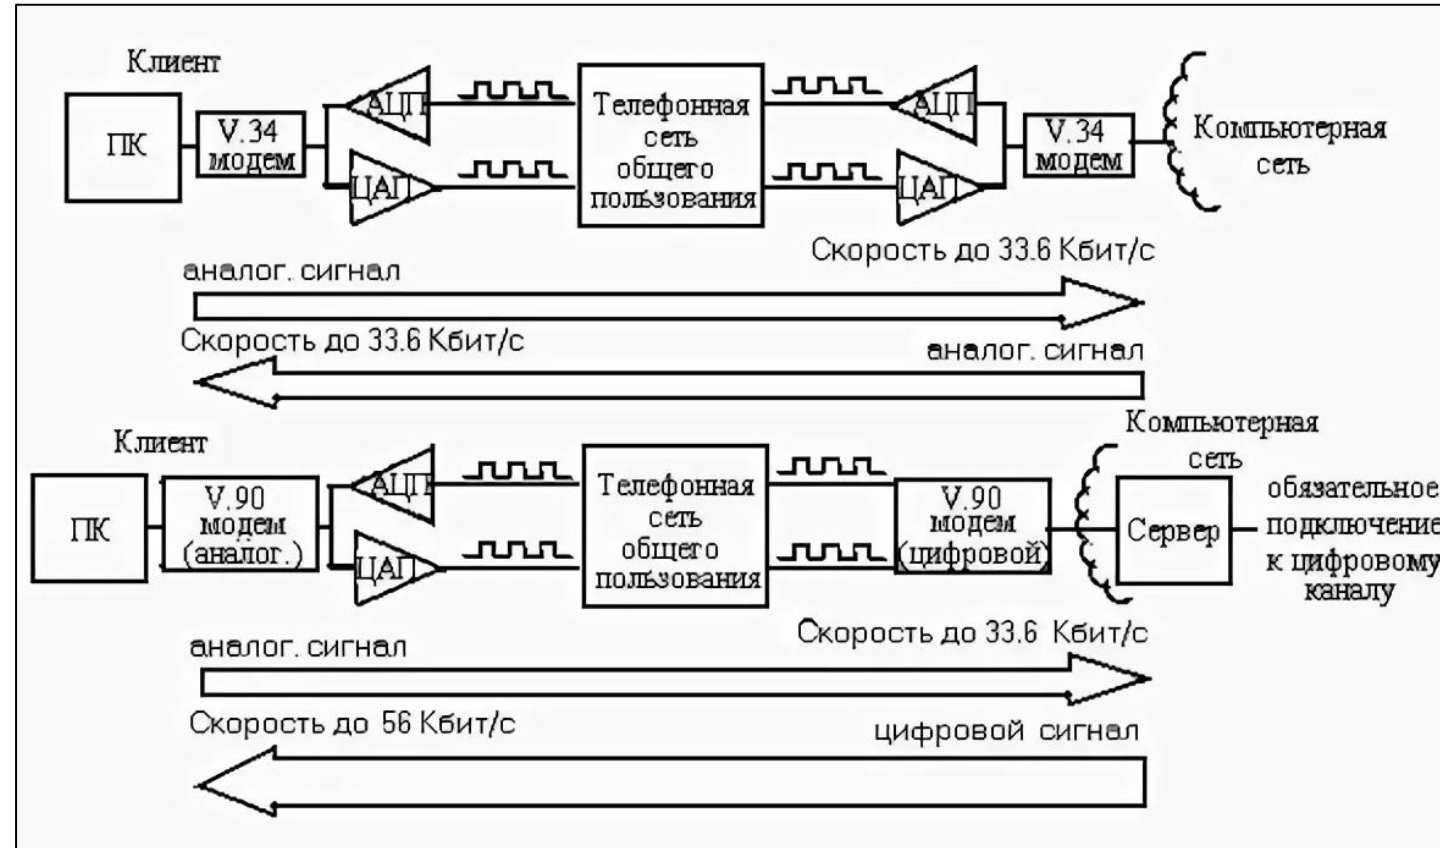 Клиент
ПК
V.34
модем
АЦП
ЦАП
Телефонная
сеть
общего
пользования
АЦП
ЦАП
V.34
модем
Компьютерная
сеть
Скорость до 33.6 Кбит/с
аналог. сигнал
Скорость до 33.6 Кбит/с
аналог. сигнал
Клиент
ПК
V.90
модем
(аналог.)
АЦП
ЦАП
Телефонная
сеть
общего
пользования
V.90
модем
(цифровой)
Компьютерная
сеть
Сервер
обязательное
подключение
к цифровому
каналу
Скорость до 33.6 Кбит/с
аналог. сигнал
Скорость до 56 Кбит/с
цифровой сигнал